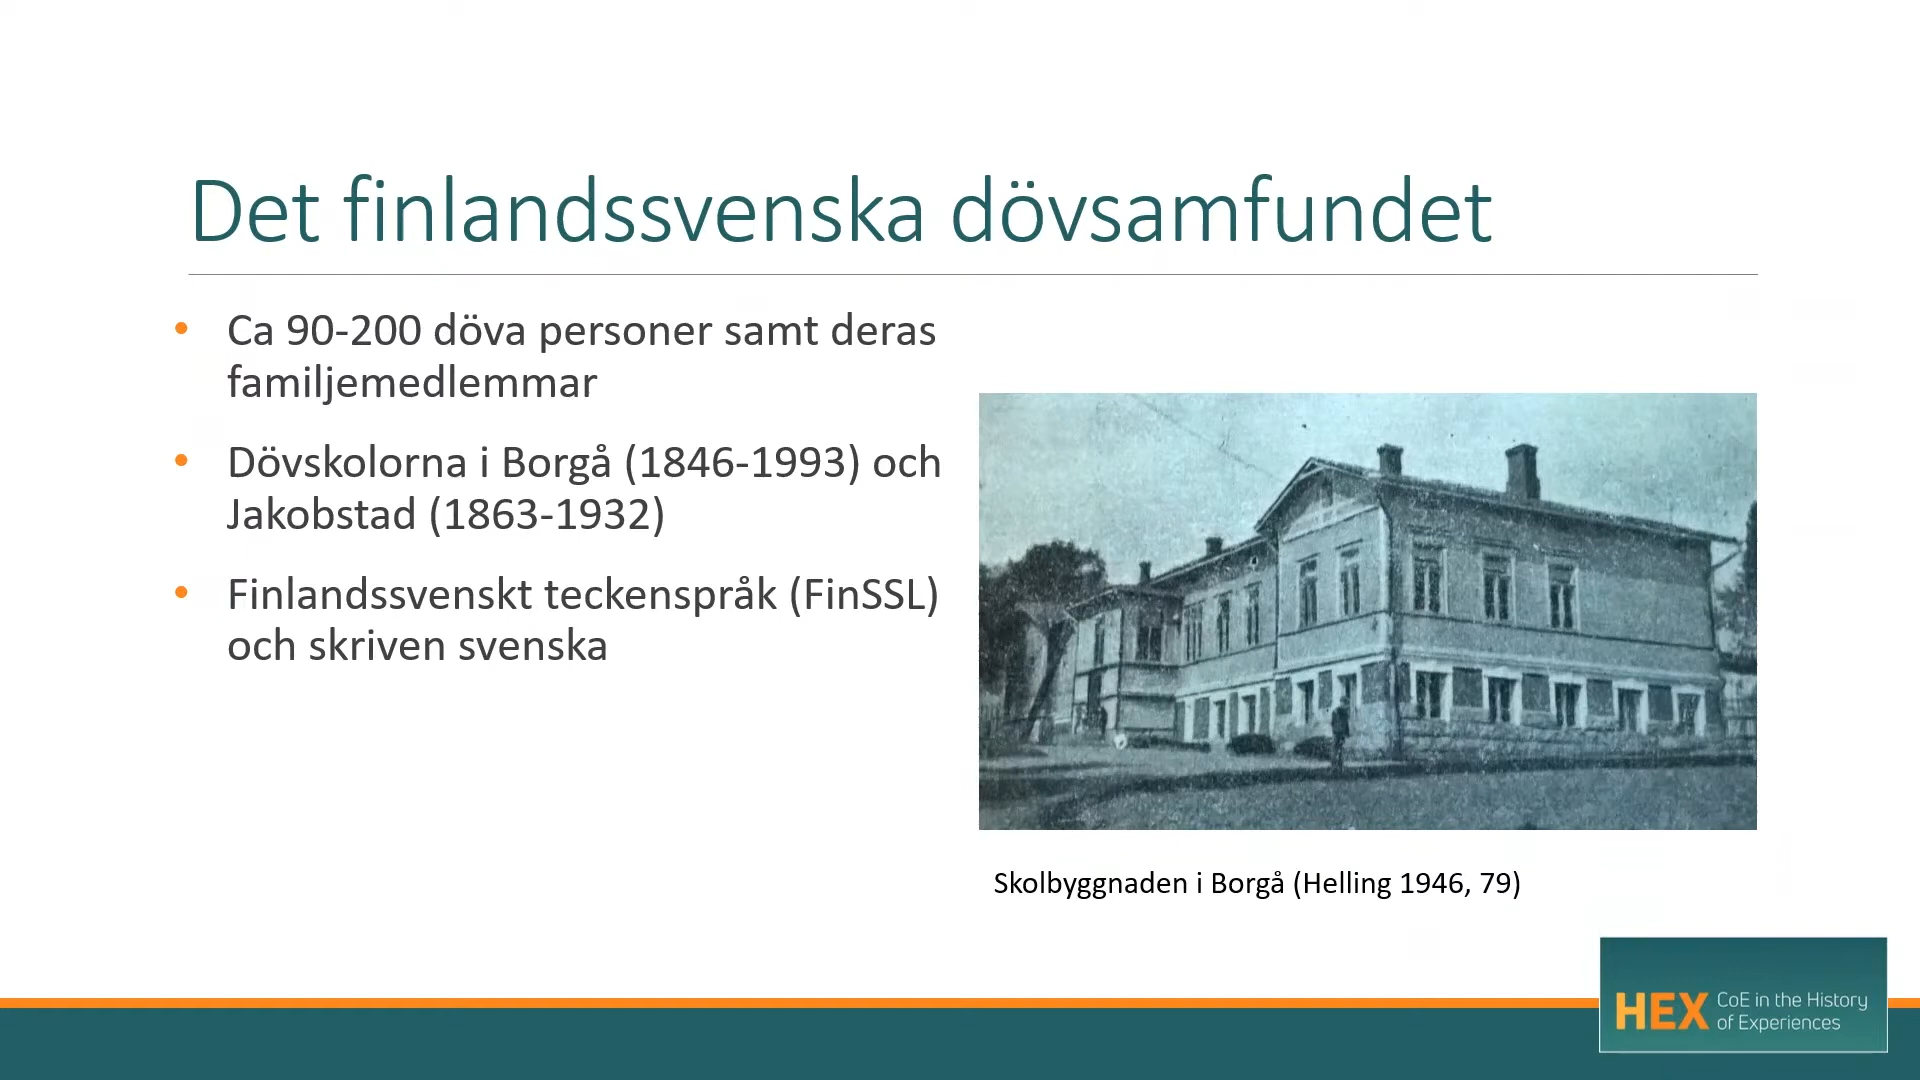 Det finlandssvenska dövsamfundet
• Ca 90-200 döva personer samt deras
familjemedlemmar
• Dövskolorna i Borgå (1846-1993) och
Jakobstad (1863-1932)
• Finlandssvenskt teckenspråk (FinSSL)
och skriven svenska
Skolbyggnaden i Borgå (Helling 1946, 79)
HEX CoE in the History
of Experiences